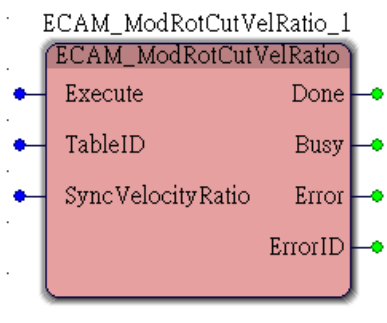 ECAM_ModRotCutVelRatio_1
ECAM_ModRotCutVelRatio
Execute Done
TableID Busy
SyncVelocityRatio Error
ErrorID